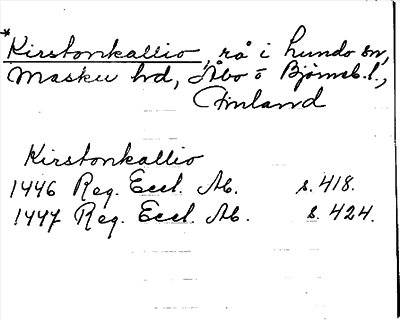 *Kirstonkallio, rå i Lundo sn,
Masku hd, Åbo o Bjørneb. l.,
Finland
Kirstonkallio
1446 Reg. Eccl. Ab. s. 418.
1447 Reg. Eccl. Ab. s. 424.